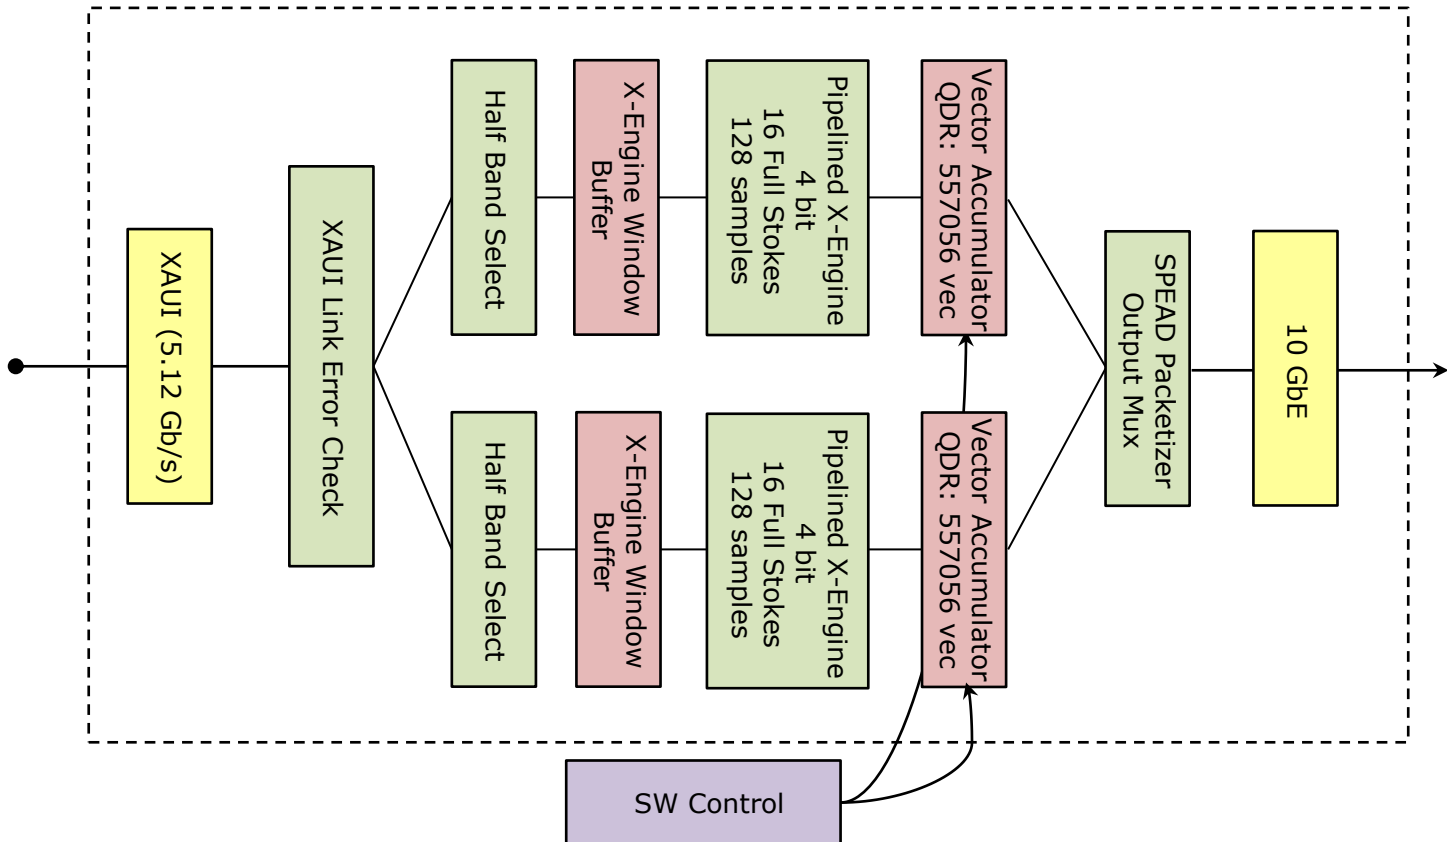 XAUI (5.12 Gb/s)
XAUI Link Error Check
Half Band Select
X-Engine Window
Buffer
Pipelined X-Engine
4 bit
16 Full Stokes
128 samples
Vector Accumulator
QDR: 557056 vec
Half Band Select
X-Engine Window
Buffer
Pipelined X-Engine
4 bit
16 Full Stokes
128 samples
Vector Accumulator
QDR: 557056 vec
SPEAD Packetizer
Output Mux
10 GbE
SW Control